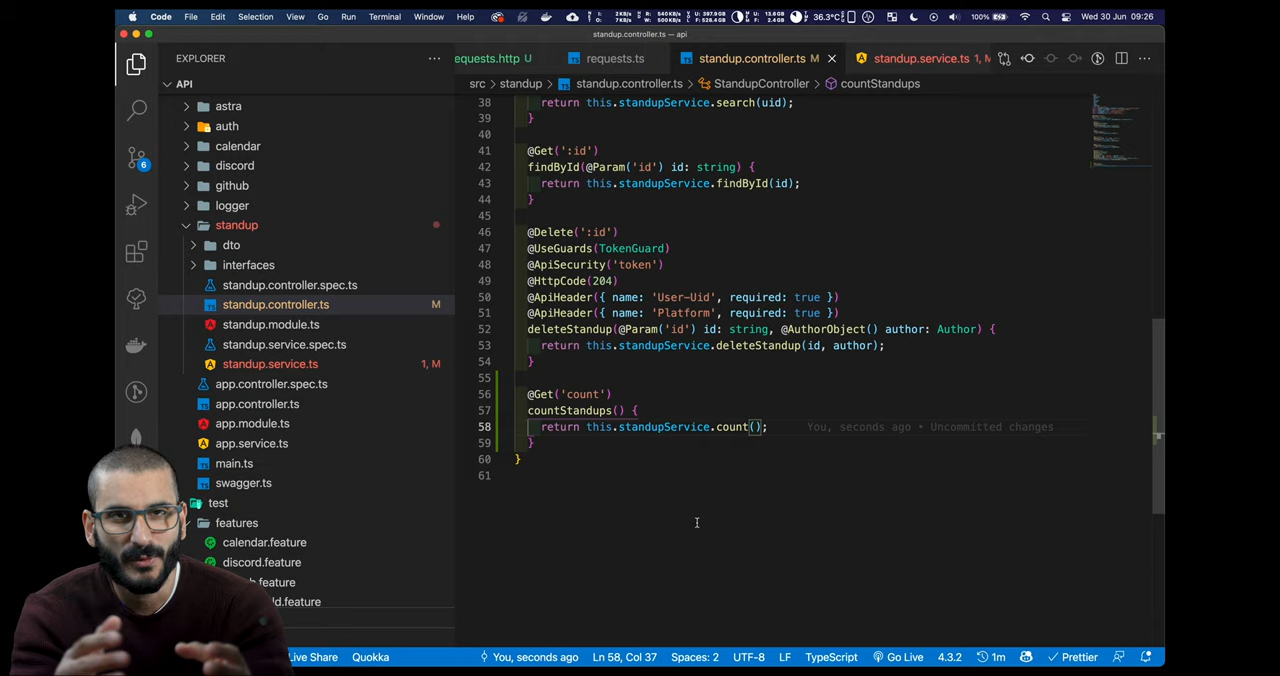 Code File Edit Selection View Go Run Terminal Window Help 36.3°C 100% Wed 30 Jun 09:26
standup.controller.ts — api
EXPLORER
equests.http U requests.ts standup.controller.ts M standup.service.ts 1, M
API
src > standup > standup.controller.ts > StandupController > countStandups
astra
auth
calendar
discord
github
logger
standup
dto
interfaces
standup.controller.spec.ts
standup.controller.ts M
standup.module.ts
standup.service.spec.ts
standup.service.ts 1, M
app.controller.spec.ts
app.controller.ts
app.module.ts
app.service.ts
main.ts
swagger.ts
test
features
calendar.feature
discord.feature
b.feature
ld.feature
6
38 return this.standupService.search(uid);
39 }
40
41 @Get(':id')
42 findById(@Param('id') id: string) {
43 return this.standupService.findById(id);
44 }
45
46 @Delete(':id')
47 @UseGuards(TokenGuard)
48 @ApiSecurity('token')
49 @HttpCode(204)
50 @ApiHeader({ name: 'User-Uid', required: true })
51 @ApiHeader({ name: 'Platform', required: true })
52 deleteStandup(@Param('id') id: string, @AuthorObject() author: Author) {
53 return this.standupService.deleteStandup(id, author);
54 }
55
56 @Get('count')
57 countStandups() {
58 return this.standupService.count(); You, seconds ago • Uncommitted changes
59 }
60 }
61
Live Share Quokka You, seconds ago Ln 58, Col 37 Spaces: 2 UTF-8 LF TypeScript Go Live 4.3.2 1m Prettier